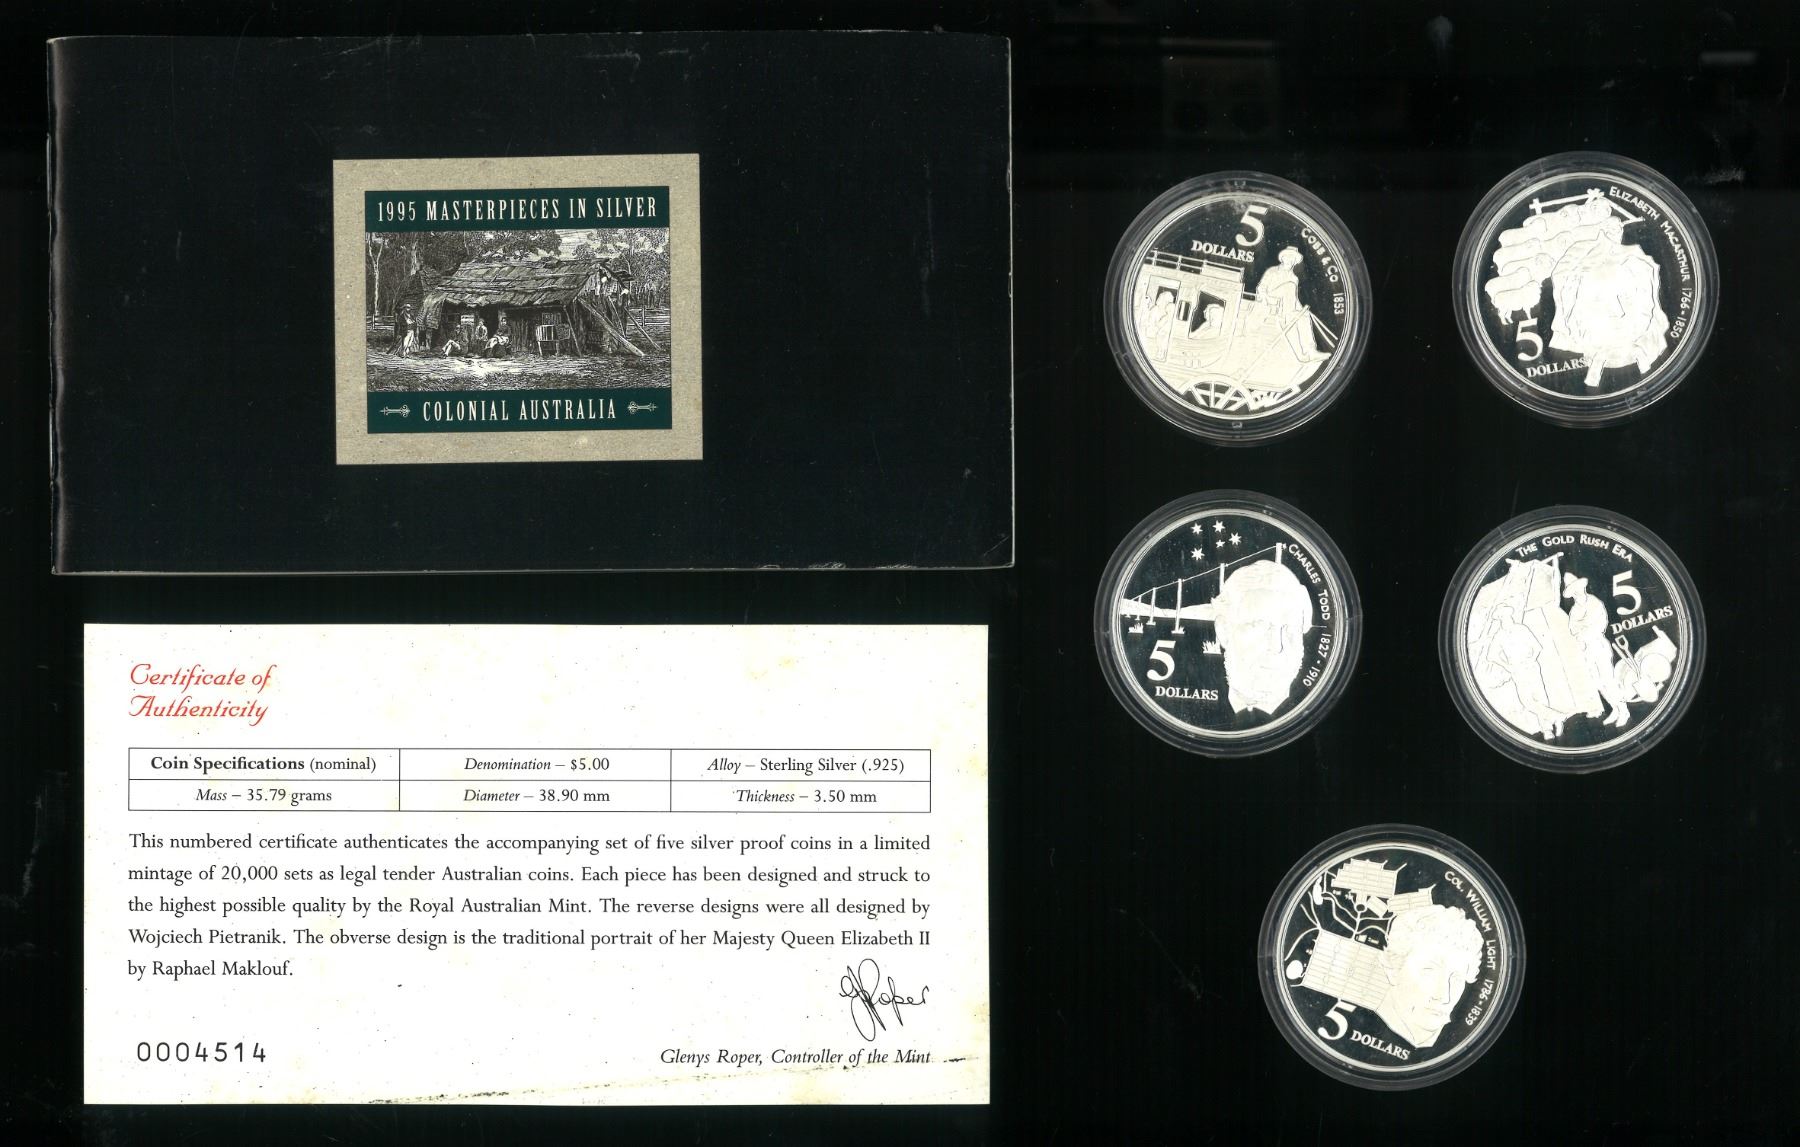 1995 MASTERPIECES IN SILVER
COLONIAL AUSTRALIA
Certificate of
Authenticity
Coin Specifications (nominal)
Denomination – $5.00
Alloy – Sterling Silver (.925)
Mass – 35.79 grams
Diameter – 38.90 mm
Thickness – 3.50 mm
This numbered certificate authenticates the accompanying set of five silver proof coins in a limited
mintage of 20,000 sets as legal tender Australian coins. Each piece has been designed and struck to
the highest possible quality by the Royal Australian Mint. The reverse designs were all designed by
Wojciech Pietranik. The obverse design is the traditional portrait of her Majesty Queen Elizabeth II
by Raphael Maklouf.
G Roper
0004514
Glenys Roper, Controller of the Mint
5
DOLLARS
COBB & CO 1853
ELIZABETH MACARTHUR 1766 • 1850
5
DOLLARS
CHARLES TODD 1827 • 1910
5
DOLLARS
THE GOLD RUSH ERA
5
DOLLARS
COL. WILLIAM LIGHT 1786 • 1839
5
DOLLARS